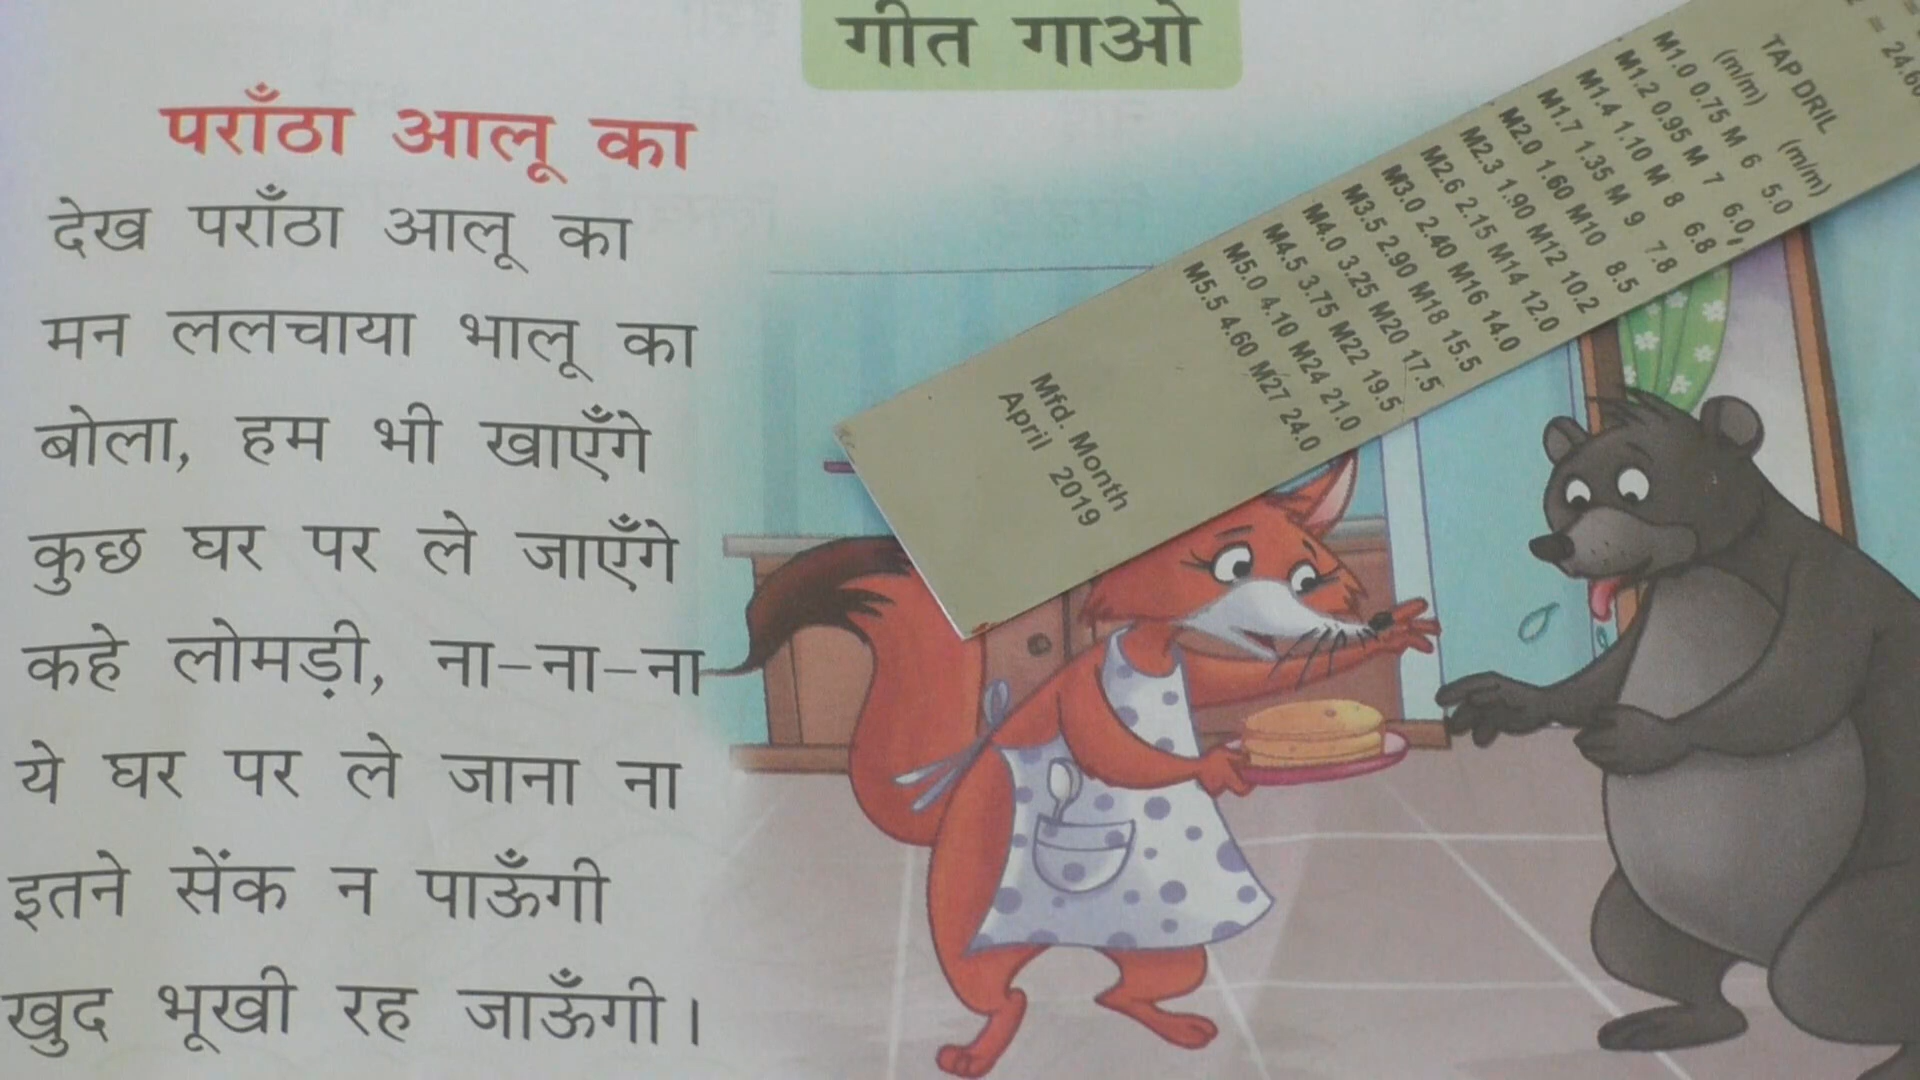 गीत गाओ
पराँठा आलू का
देख पराँठा आलू का
मन ललचाया भालू का
बोला, हम भी खाएँगे
कुछ घर पर ले जाएँगे
कहे लोमड़ी, ना-ना-ना
ये घर पर ले जाना ना
इतने सेंक न पाऊँगी
खुद भूखी रह जाऊँगी।
TAP DRIL
(m/m) (m/m)
M1.0 0.75 M 6 5.0
M1.2 0.95 M 7 6.0
M1.4 1.10 M 8 6.8
M1.7 1.35 M 9 7.8
M2.0 1.60 M10 8.5
M2.3 1.90 M12 10.2
M2.6 2.15 M14 12.0
M3.0 2.40 M16 14.0
M3.5 2.90 M18 15.5
M4.0 3.25 M20 17.5
M4.5 3.75 M22 19.5
M5.0 4.10 M24 21.0
M5.5 4.60 M27 24.0
Mfd. Month
April 2019